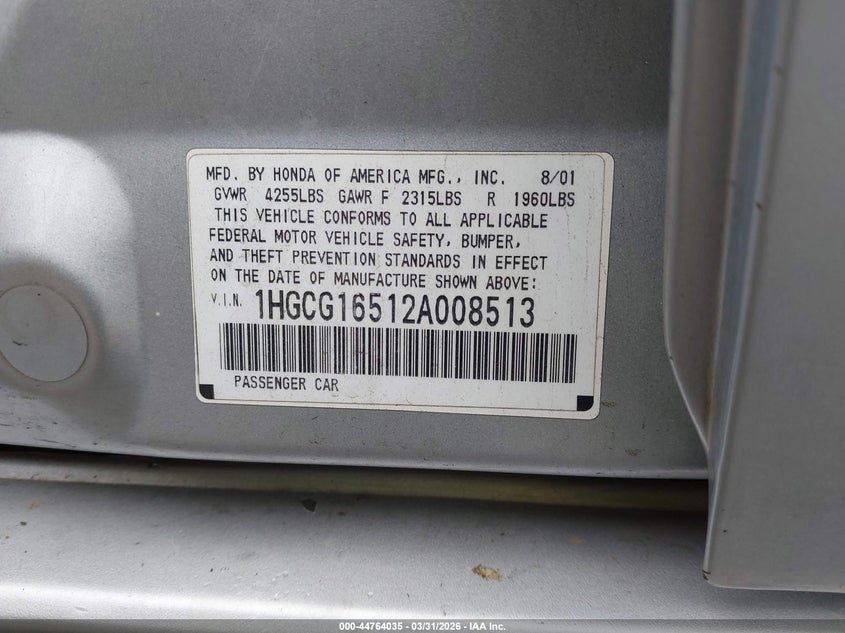 MFD. BY HONDA OF AMERICA MFG., INC. 8/01
GVWR 4255LBS GAWR F 2315LBS R 1960LBS
THIS VEHICLE CONFORMS TO ALL APPLICABLE
FEDERAL MOTOR VEHICLE SAFETY, BUMPER,
AND THEFT PREVENTION STANDARDS IN EFFECT
ON THE DATE OF MANUFACTURE SHOWN ABOVE:
V.I.N. 1HGCG16512A008513
PASSENGER CAR
000-44764035 - 03/31/2026 - IAA Inc.